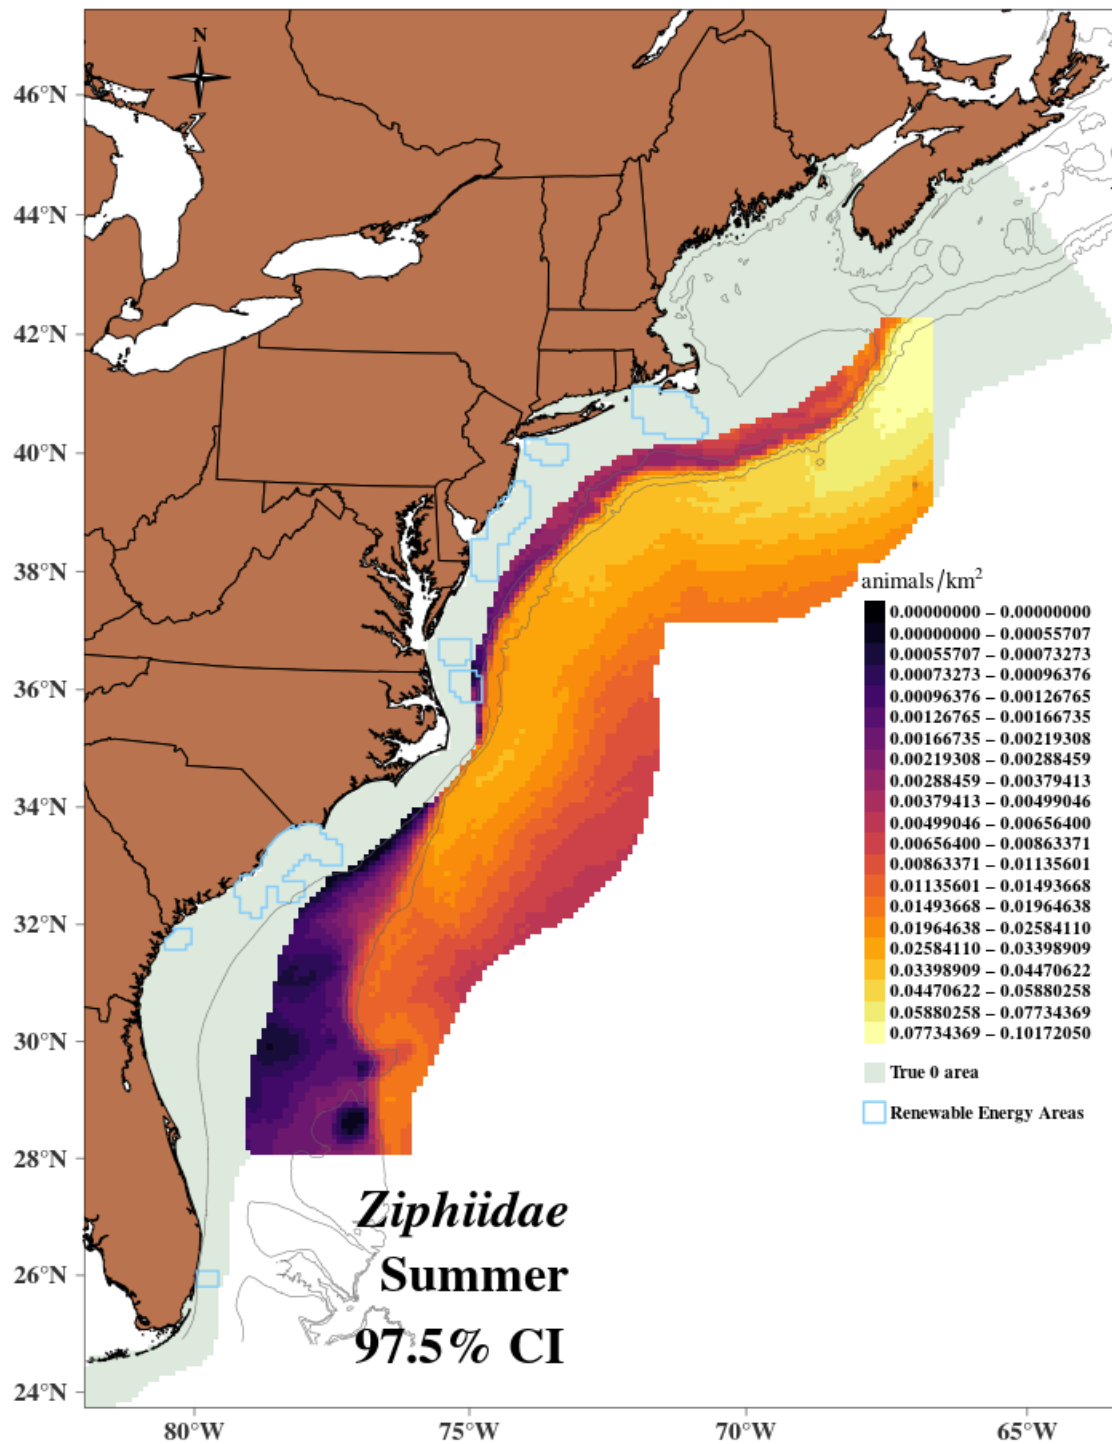 N
46°N
44°N
42°N
40°N
38°N
36°N
34°N
32°N
30°N
28°N
26°N
24°N
80°W
75°W
70°W
65°W
animals/km²
0.00000000 – 0.00000000
0.00000000 – 0.00055707
0.00055707 – 0.00073273
0.00073273 – 0.00096376
0.00096376 – 0.00126765
0.00126765 – 0.00166735
0.00166735 – 0.00219308
0.00219308 – 0.00288459
0.00288459 – 0.00379413
0.00379413 – 0.00499046
0.00499046 – 0.00656400
0.00656400 – 0.00863371
0.00863371 – 0.01135601
0.01135601 – 0.01493668
0.01493668 – 0.01964638
0.01964638 – 0.02584110
0.02584110 – 0.03398909
0.03398909 – 0.04470622
0.04470622 – 0.05880258
0.05880258 – 0.07734369
0.07734369 – 0.10172050
True 0 area
Renewable Energy Areas
Ziphiidae
Summer
97.5% CI